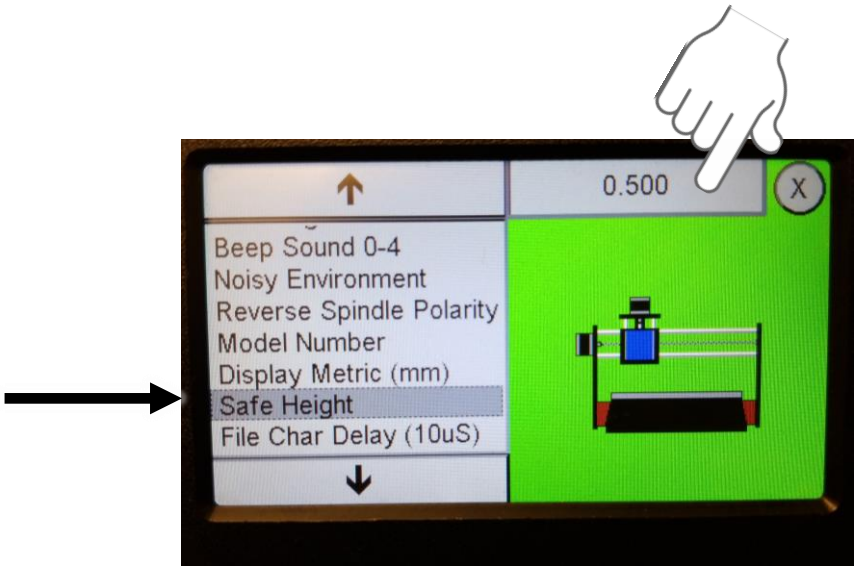 0.500
X
Beep Sound 0-4
Noisy Environment
Reverse Spindle Polarity
Model Number
Display Metric (mm)
Safe Height
File Char Delay (10uS)